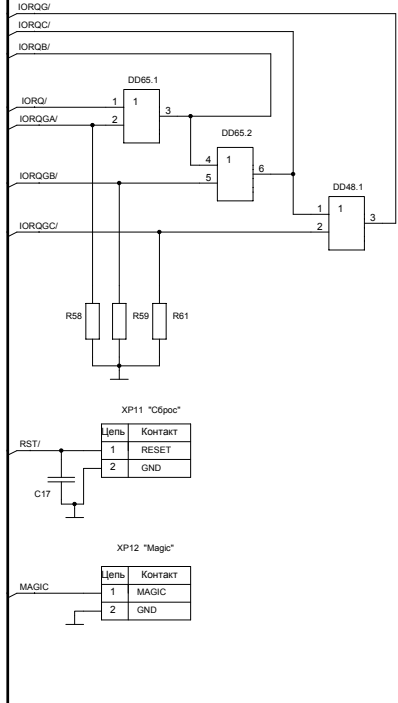 IORQG/
IORQC/
IORQB/
DD65.1
IORQ/ 1 1 3
IORQGA/ 2
DD65.2
4 1 6
IORQGB/ 5
DD48.1
1 1 3
IORQGC/ 2
R58 R59 R61
XP11 "Сброс"
Цепь Контакт
RST/ 1 RESET
2 GND
C17
XP12 "Magic"
Цепь Контакт
MAGIC 1 MAGIC
2 GND